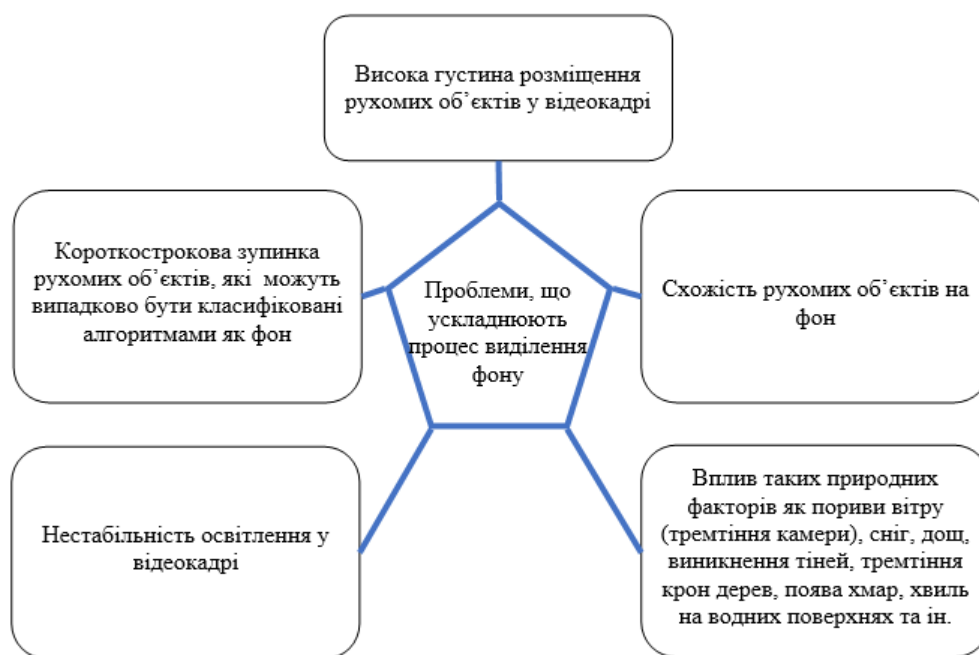 Висока густина розміщення
рухомих об’єктів у відеокадрі
Короткострокова зупинка
рухомих об’єктів, які можуть
випадково бути класифіковані
алгоритмами як фон
Проблеми, що
ускладнюють
процес виділення
фону
Схожість рухомих об’єктів на
фон
Нестабільність освітлення у
відеокадрі
Вплив таких природних
факторів як пориви вітру
(тремтіння камери), сніг, дощ,
виникнення тіней, тремтіння
крон дерев, поява хмар, хвиль
на водних поверхнях та ін.